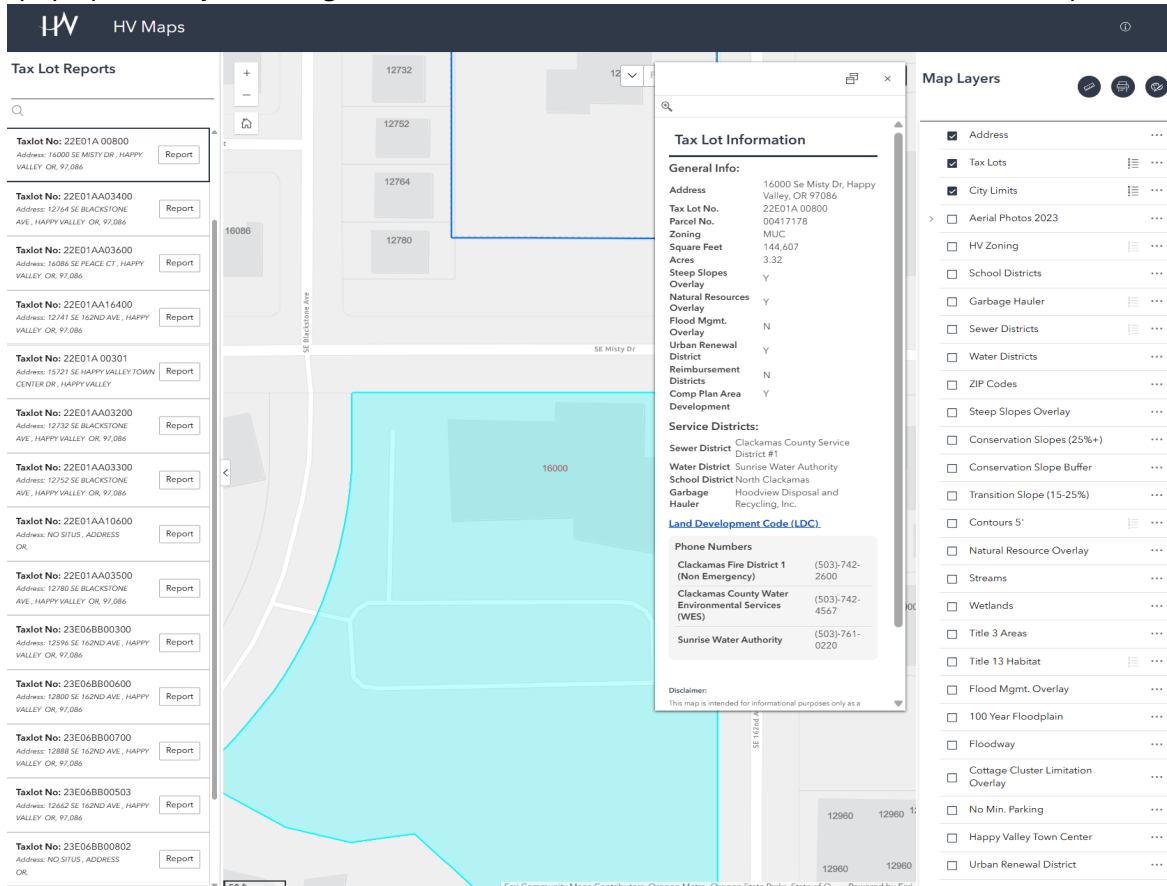 HV HV Maps
Tax Lot Reports
Taxlot No: 22E01A 00800
Address: 16000 SE MISTY DR , HAPPY
VALLEY OR, 97,086
Report
Taxlot No: 22E01AA03400
Address: 12764 SE BLACKSTONE
AVE , HAPPY VALLEY OR, 97,086
Report
Taxlot No: 22E01AA03600
Address: 16086 SE PEACE CT , HAPPY
VALLEY OR, 97,086
Report
Taxlot No: 22E01AA16400
Address: 12741 SE 162ND AVE , HAPPY
VALLEY OR, 97,086
Report
Taxlot No: 22E01A 00301
Address: 15721 SE HAPPY VALLEY TOWN
CENTER DR , HAPPY VALLEY
Report
Taxlot No: 22E01AA03200
Address: 12732 SE BLACKSTONE
AVE , HAPPY VALLEY OR, 97,086
Report
Taxlot No: 22E01AA03300
Address: 12752 SE BLACKSTONE
AVE , HAPPY VALLEY OR, 97,086
Report
Taxlot No: 22E01AA10600
Address: NO SITUS , ADDRESS
OR,
Report
Taxlot No: 22E01AA03500
Address: 12780 SE BLACKSTONE
AVE , HAPPY VALLEY OR, 97,086
Report
Taxlot No: 23E06BB00300
Address: 12596 SE 162ND AVE , HAPPY
VALLEY OR, 97,086
Report
Taxlot No: 23E06BB00600
Address: 12800 SE 162ND AVE , HAPPY
VALLEY OR, 97,086
Report
Taxlot No: 23E06BB00700
Address: 12888 SE 162ND AVE , HAPPY
VALLEY OR, 97,086
Report
Taxlot No: 23E06BB00503
Address: 12662 SE 162ND AVE , HAPPY
VALLEY OR, 97,086
Report
Taxlot No: 23E06BB00802
Address: NO SITUS , ADDRESS
OR,
Report
12732
12752
12764
12780
16086
SE Blackstone Ave
SE Misty Dr
16000
SE 162nd A
12960 12960
12960 12960
Tax Lot Information
General Info:
Address 16000 Se Misty Dr, Happy
Valley, OR 97086
Tax Lot No. 22E01A 00800
Parcel No. 00417178
Zoning MUC
Square Feet 144,607
Acres 3.32
Steep Slopes
Overlay Y
Natural Resources
Overlay Y
Flood Mgmt.
Overlay N
Urban Renewal
District Y
Reimbursement
Districts N
Comp Plan Area
Development Y
Service Districts:
Sewer District Clackamas County Service
District #1
Water District Sunrise Water Authority
School District North Clackamas
Garbage
Hauler Hoodview Disposal and
Recycling, Inc.
Land Development Code (LDC)
Phone Numbers
Clackamas Fire District 1
(Non Emergency) (503)-742-
2600
Clackamas County Water
Environmental Services
(WES) (503)-742-
4567
Sunrise Water Authority (503)-761-
0220
Disclaimer:
This map is intended for informational purposes only as a
Map Layers
Address
Tax Lots
City Limits
Aerial Photos 2023
HV Zoning
School Districts
Garbage Hauler
Sewer Districts
Water Districts
ZIP Codes
Steep Slopes Overlay
Conservation Slopes (25%+)
Conservation Slope Buffer
Transition Slope (15-25%)
Contours 5'
Natural Resource Overlay
Streams
Wetlands
Title 3 Areas
Title 13 Habitat
Flood Mgmt. Overlay
100 Year Floodplain
Floodway
Cottage Cluster Limitation
Overlay
No Min. Parking
Happy Valley Town Center
Urban Renewal District